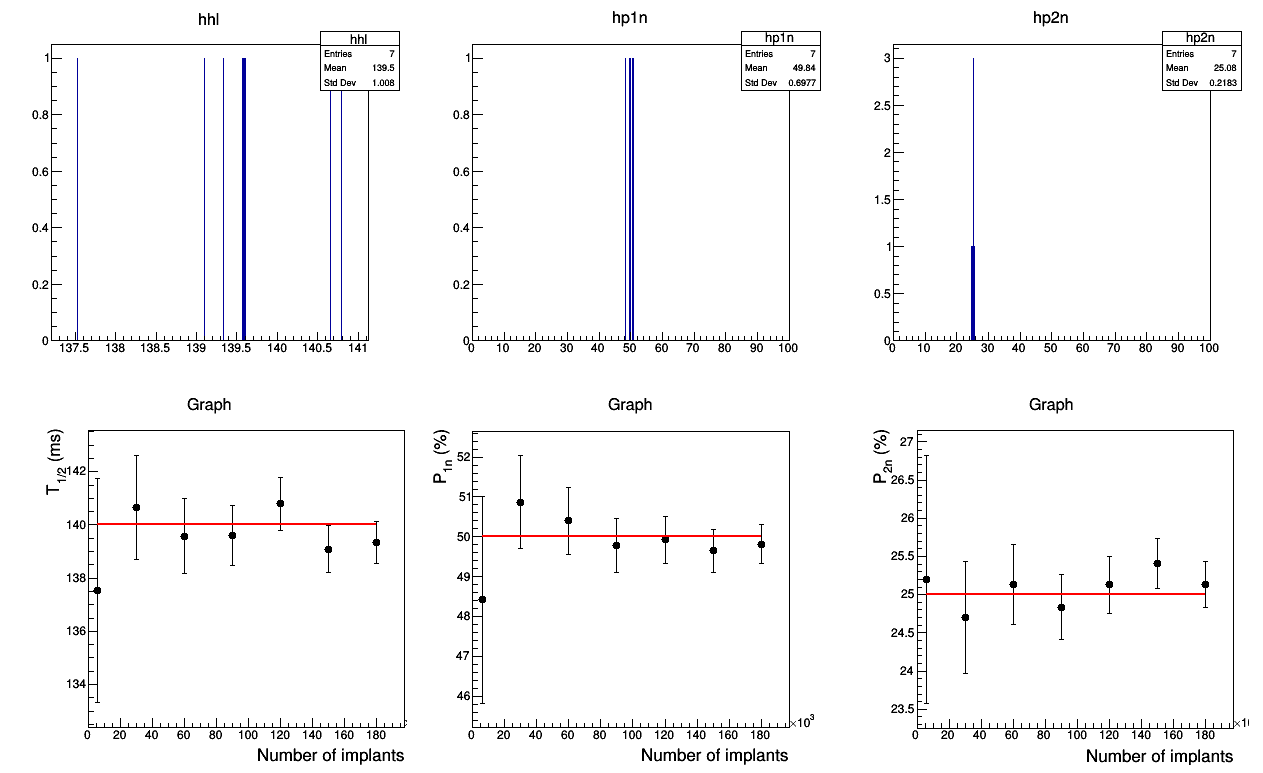 hhl
hhl
Entries 7
Mean 139.5
Std Dev 1.008
1
0.8
0.6
0.4
0.2
0
137.5 138 138.5 139 139.5 140 140.5 141
hp1n
hp1n
Entries 7
Mean 49.84
Std Dev 0.6977
1
0.8
0.6
0.4
0.2
0
0 10 20 30 40 50 60 70 80 90 100
hp2n
hp2n
Entries 7
Mean 25.08
Std Dev 0.2183
3
2.5
2
1.5
1
0.5
0
0 10 20 30 40 50 60 70 80 90 100
Graph
T1/2 (ms)
142
140
138
136
134
0 20 40 60 80 100 120 140 160 180
Number of implants
Graph
P1n (%)
52
51
50
49
48
47
46
0 20 40 60 80 100 120 140 160 180
×10³
Number of implants
Graph
P2n (%)
27
26.5
26
25.5
25
24.5
24
23.5
0 20 40 60 80 100 120 140 160 180
Number of implants